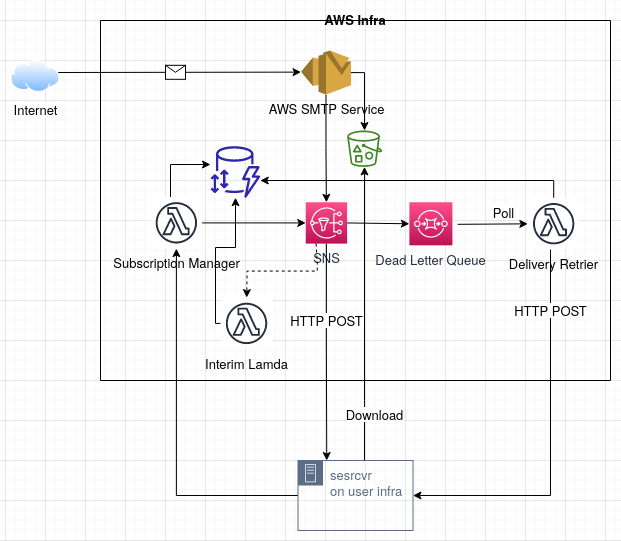 AWS Infra
Internet
AWS SMTP Service
Subscription Manager
SNS
Dead Letter Queue
Poll
Delivery Retrier
HTTP POST
HTTP POST
Interim Lamda
Download
sesrcvr
on user infra